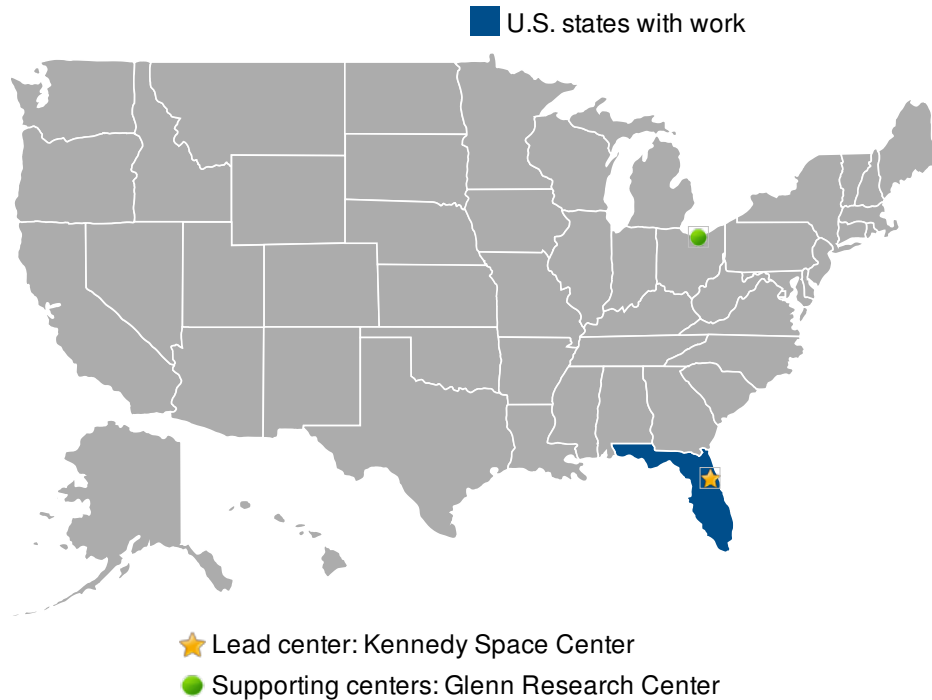 U.S. states with work
Lead center: Kennedy Space Center
Supporting centers: Glenn Research Center